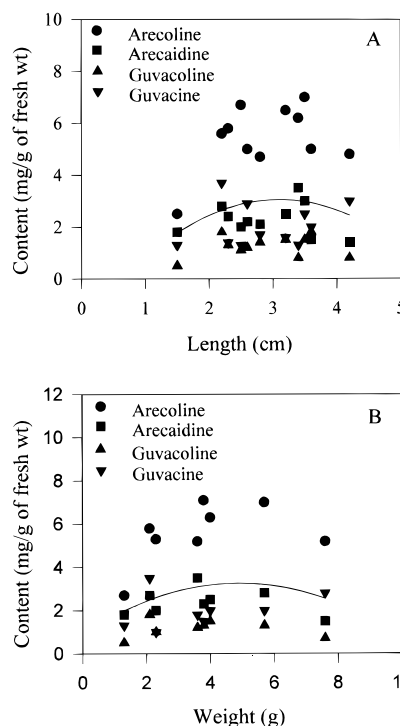 10
8
6
4
2
0
Content (mg/g of fresh wt)
Arecoline
Arecaidine
Guvacoline
Guvacine
A
0 1 2 3 4 5
Length (cm)
12
10
8
6
4
2
0
Content (mg/g of fresh wt)
Arecoline
Arecaidine
Guvacoline
Guvacine
B
0 2 4 6 8 10
Weight (g)